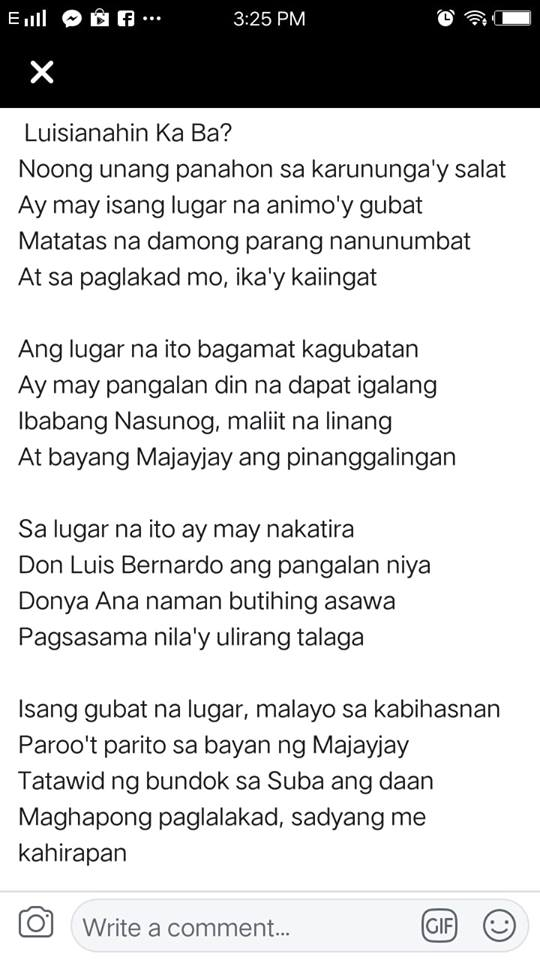 E
3:25 PM
Luisianahin Ka Ba?
Noong unang panahon sa karununga'y salat
Ay may isang lugar na animo'y gubat
Matatas na damong parang nanunumbat
At sa paglakad mo, ika'y kaiingat
Ang lugar na ito bagamat kagubatan
Ay may pangalan din na dapat igalang
Ibabang Nasunog, maliit na linang
At bayang Majayjay ang pinanggalingan
Sa lugar na ito ay may nakatira
Don Luis Bernardo ang pangalan niya
Donya Ana naman butihing asawa
Pagsasama nila'y ulirang talaga
Isang gubat na lugar, malayo sa kabihasnan
Paroo't parito sa bayan ng Majayjay
Tatawid ng bundok sa Suba ang daan
Maghapong paglalakad, sadyang me
kahirapan
Write a comment...
GIF